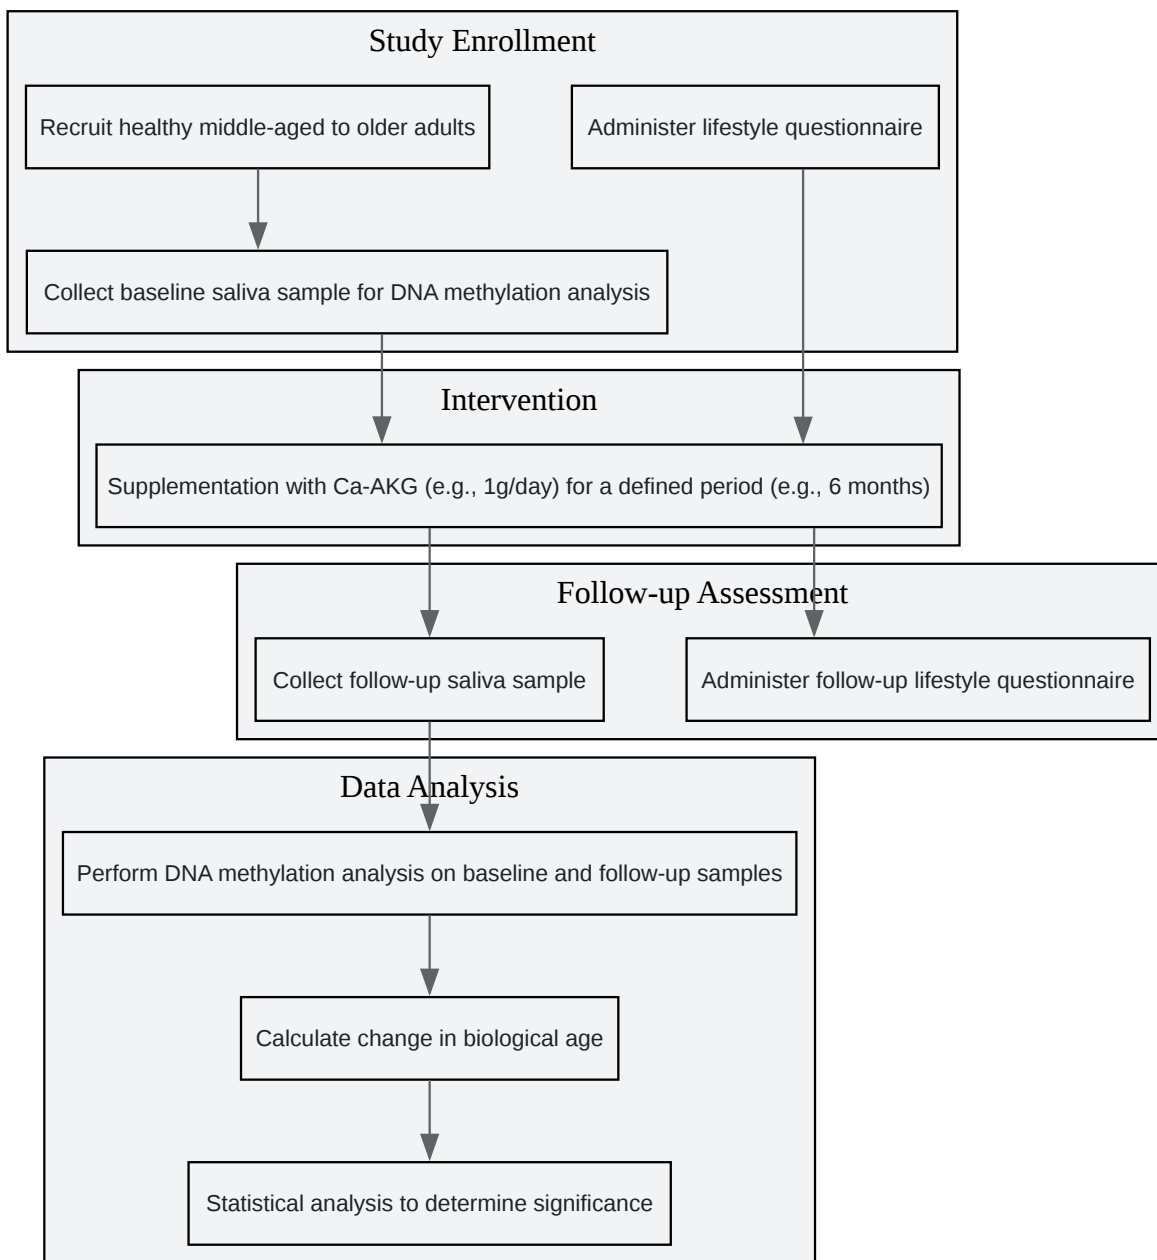 Study Enrollment
Recruit healthy middle-aged to older adults
Administer lifestyle questionnaire
Collect baseline saliva sample for DNA methylation analysis
Intervention
Supplementation with Ca-AKG (e.g., 1g/day) for a defined period (e.g., 6 months)
Follow-up Assessment
Collect follow-up saliva sample
Administer follow-up lifestyle questionnaire
Data Analysis
Perform DNA methylation analysis on baseline and follow-up samples
Calculate change in biological age
Statistical analysis to determine significance